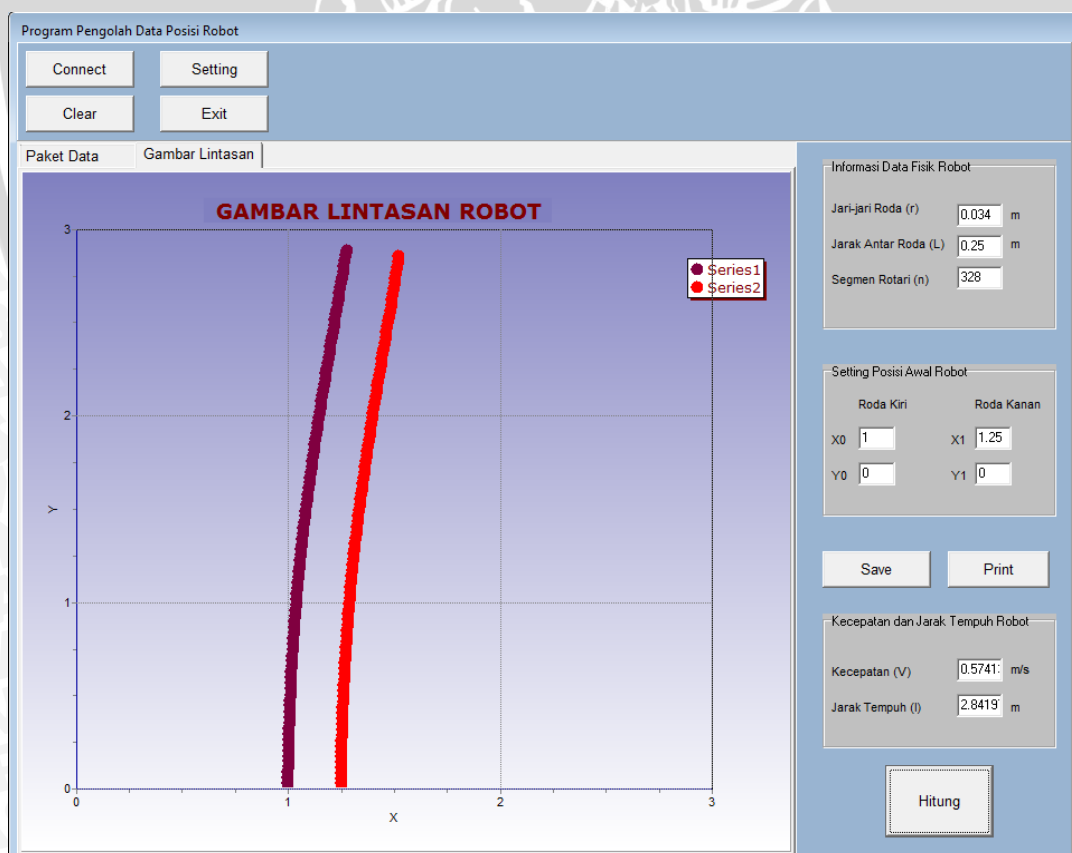 Program Pengolah Data Posisi Robot
Connect
Setting
Clear
Exit
Paket Data
Gambar Lintasan
GAMBAR LINTASAN ROBOT
3
2
1
0
Y
0
1
2
3
X
Series1
Series2
Informasi Data Fisik Robot
Jari-jari Roda (r) 0.034 m
Jarak Antar Roda (L) 0.25 m
Segmen Rotari (n) 328
Setting Posisi Awal Robot
Roda Kiri Roda Kanan
X0 1 X1 1.25
Y0 0 Y1 0
Save
Print
Kecepatan dan Jarak Tempuh Robot
Kecepatan (V) 0.5741 m/s
Jarak Tempuh (l) 2.8419 m
Hitung